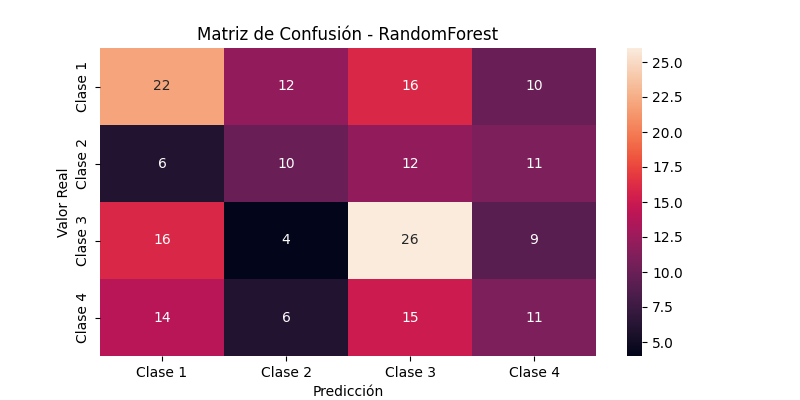 Matriz de Confusión - RandomForest
Valor Real
Clase 1
22 12 16 10
Clase 2
6 10 12 11
Clase 3
16 4 26 9
Clase 4
14 6 15 11
Clase 1 Clase 2 Clase 3 Clase 4
Predicción
25.0
22.5
20.0
17.5
15.0
12.5
10.0
7.5
5.0